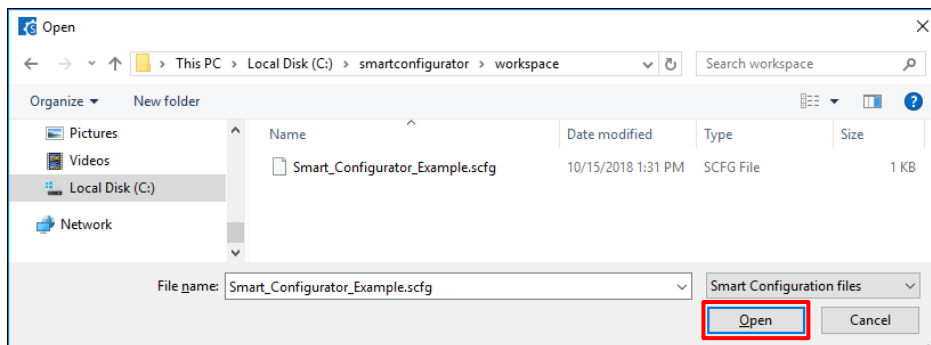 Open
This PC > Local Disk (C:) > smartconfigurator > workspace
Search workspace
Organize
New folder
Pictures
Videos
Local Disk (C:)
Network
Name Date modified Type Size
Smart_Configurator_Example.scfg 10/15/2018 1:31 PM SCFG File 1 KB
File name: Smart_Configurator_Example.scfg Smart Configuration files
Open Cancel